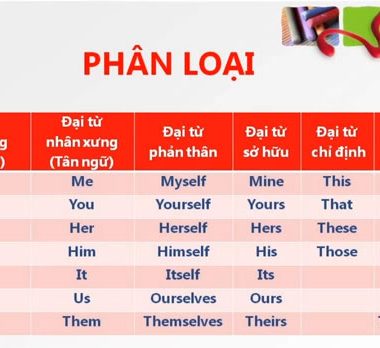 PHÂN LOẠI
g Đại từ nhân xưng (Tân ngữ) Đại từ phản thân Đại từ sở hữu Đại từ chỉ định
Me Myself Mine This
You Yourself Yours That
Her Herself Hers These
Him Himself His Those
It Itself Its
Us Ourselves Ours
Them Themselves Theirs